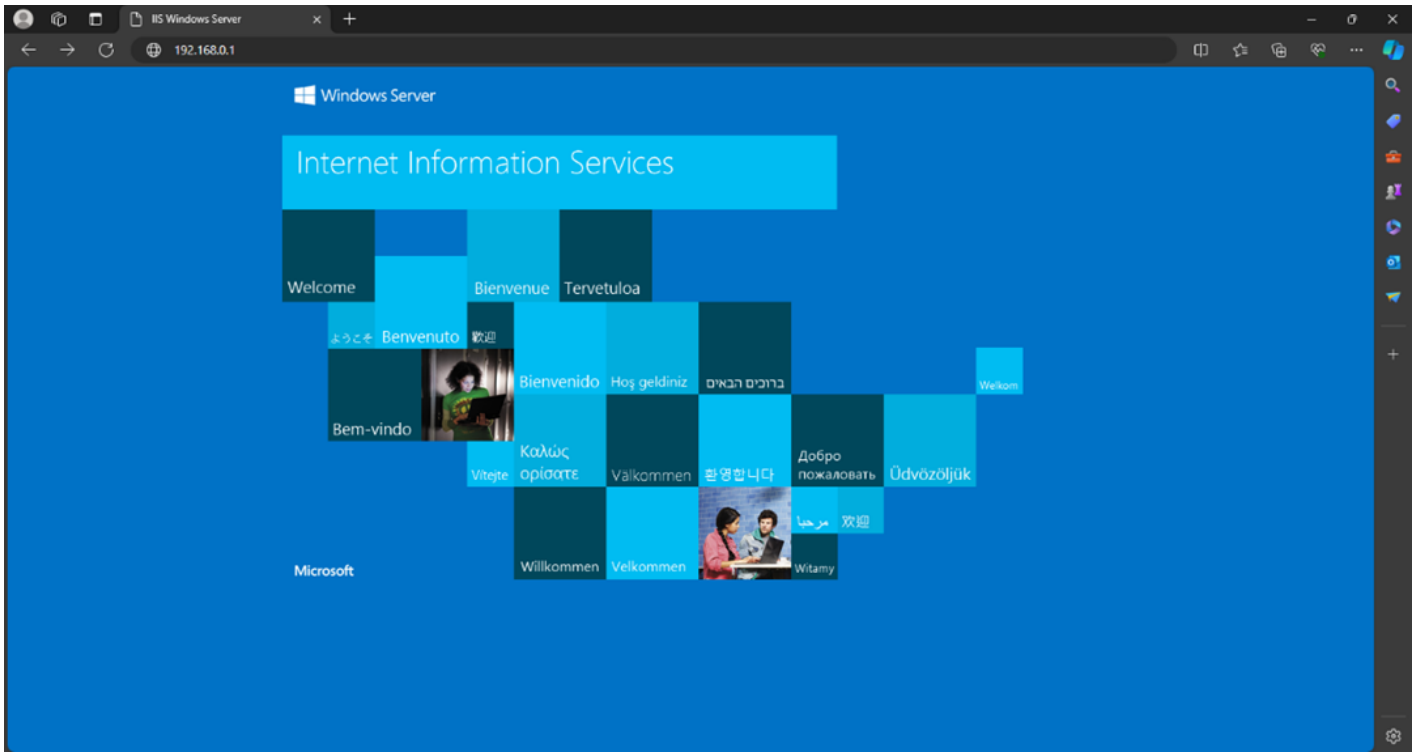 IIS Windows Server
192.168.0.1
Windows Server
Internet Information Services
Welcome
Bienvenue
Tervetuloa
ようこそ
Benvenuto
歡迎
Bienvenido
Hoş geldiniz
ברוכים הבאים
Welkom
Bem-vindo
Vítejte
Καλώς
ορίσατε
Välkommen
환영합니다
Добро
пожаловать
Üdvözöljük
مرحبا
欢迎
Microsoft
Willkommen
Velkommen
Witamy